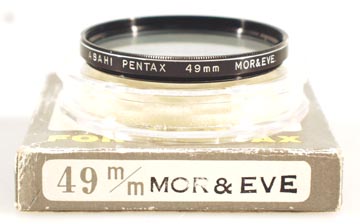 ASAHI PENTAX 49mm MOR&EVE.
49 m/m MOR & EVE